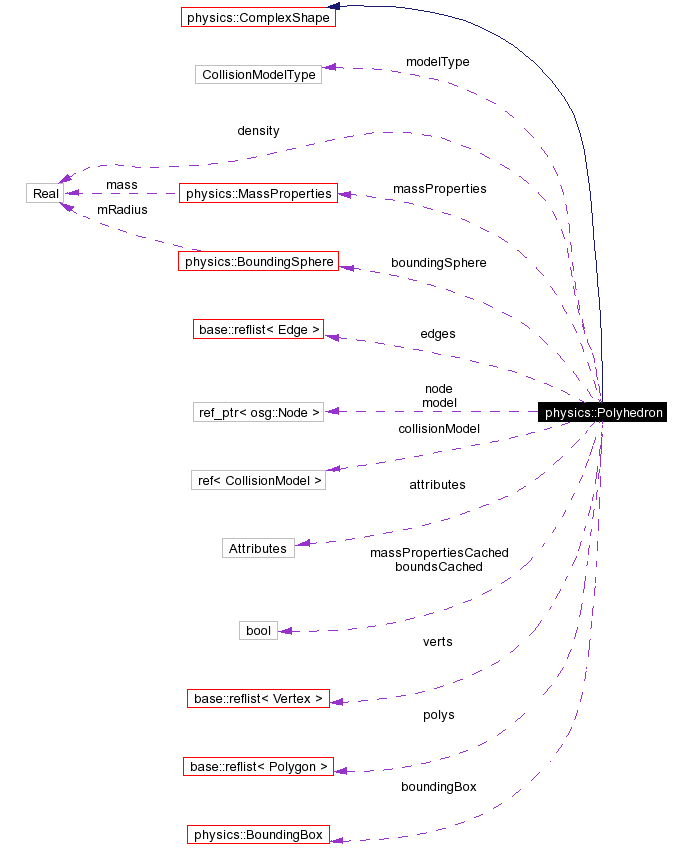 physics::ComplexShape
modelType
CollisionModelType
density
mass
massProperties
Real
physics::MassProperties
mRadius
boundingSphere
physics::BoundingSphere
base::reflist< Edge >
edges
node
model
ref_ptr< osg::Node >
physics::Polyhedron
collisionModel
ref< CollisionModel >
attributes
Attributes
massPropertiesCached
boundsCached
bool
verts
base::reflist< Vertex >
polys
base::reflist< Polygon >
boundingBox
physics::BoundingBox